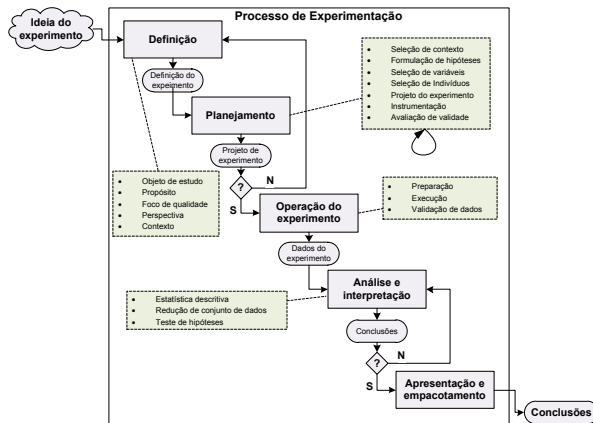 Processo de Experimentação
Ideia do
experimento
Definição
Definição do
expeimento
Planejamento
• Seleção de contexto
• Formulação de hipóteses
• Seleção de variáveis
• Seleção de Indivíduos
• Projeto do experimento
• Instrumentação
• Avaliação de validade
Projeto de
experimento
? N
S
• Objeto de estudo
• Propósito
• Foco de qualidade
• Perspectiva
• Contexto
Operação do
experimento
• Preparação
• Execução
• Validação de dados
Dados do
experimento
Análise e
interpretação
• Estatística descritiva
• Redução de conjunto de dados
• Teste de hipóteses
Conclusões
? N
S
Apresentação e
empacotamento
Conclusões